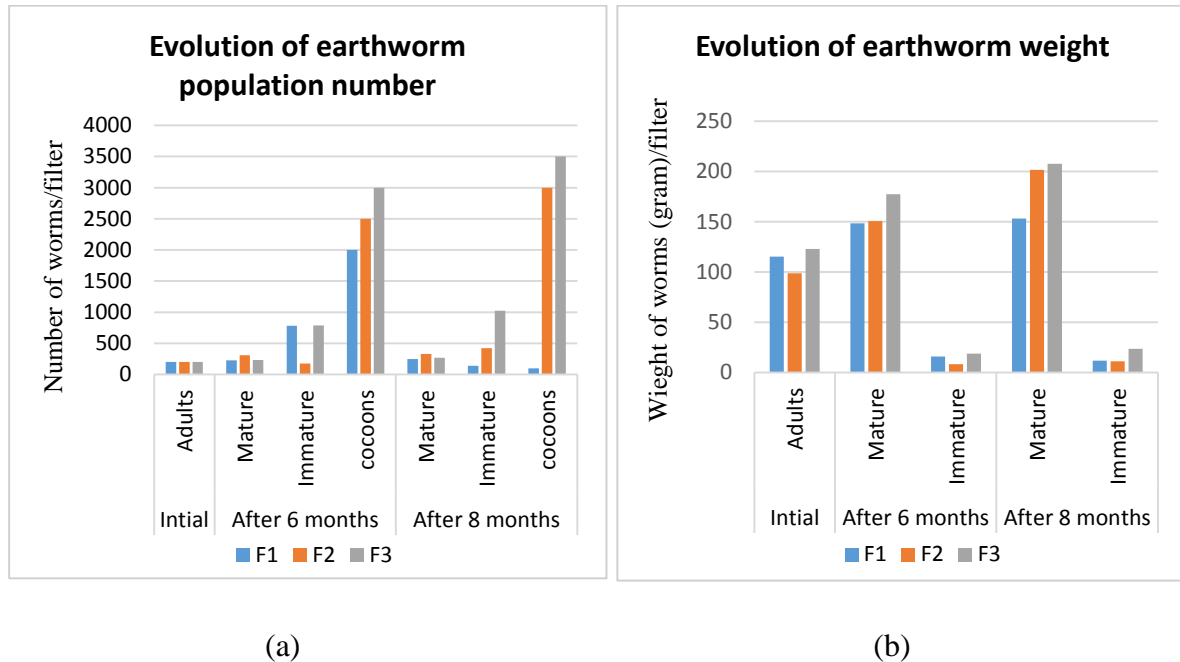 Evolution of earthworm
population number
Number of worms/filter
4000
3500
3000
2500
2000
1500
1000
500
0
Adults
Mature
Immature
cocoons
Mature
Immature
cocoons
Intial
After 6 months
After 8 months
F1 F2 F3
(a)
Evolution of earthworm weight
Wieght of worms (gram)/filter
250
200
150
100
50
0
Adults
Mature
Immature
Mature
Immature
Intial
After 6 months
After 8 months
F1 F2 F3
(b)